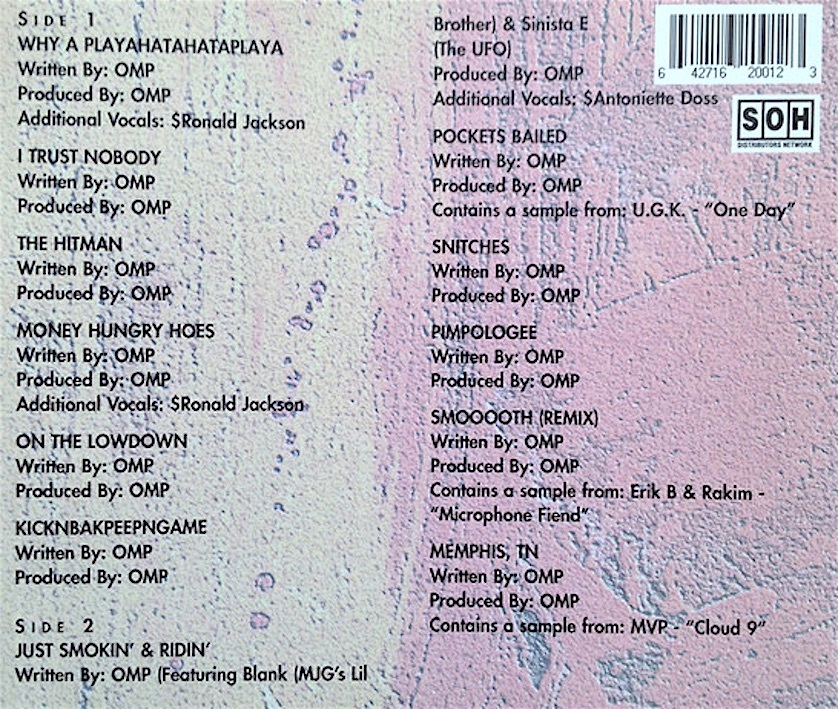 SIDE 1
WHY A PLAYAHATAHATAPLAYA
Written By: OMP
Produced By: OMP
Additional Vocals: $Ronald Jackson
I TRUST NOBODY
Written By: OMP
Produced By: OMP
THE HITMAN
Written By: OMP
Produced By: OMP
MONEY HUNGRY HOES
Written By: OMP
Produced By: OMP
Additional Vocals: $Ronald Jackson
ON THE LOWDOWN
Written By: OMP
Produced By: OMP
KICKNBAKPEEPNGAME
Written By: OMP
Produced By: OMP
SIDE 2
JUST SMOKIN' & RIDIN'
Written By: OMP (Featuring Blank (MJG's Lil
Brother) & Sinista E
(The UFO)
Produced By: OMP
Additional Vocals: $Antoniette Doss
POCKETS BAILED
Written By: OMP
Produced By: OMP
Contains a sample from: U.G.K. - "One Day"
SNITCHES
Written By: OMP
Produced By: OMP
PIMPOLOGEE
Written By: OMP
Produced By: OMP
SMOOOOTH (REMIX)
Written By: OMP
Produced By: OMP
Contains a sample from: Erik B & Rakim -
"Microphone Fiend"
MEMPHIS, TN
Written By: OMP
Produced By: OMP
Contains a sample from: MVP - "Cloud 9"
6 42716 20012 3
SOH
DISTRIBUTORS NETWORK